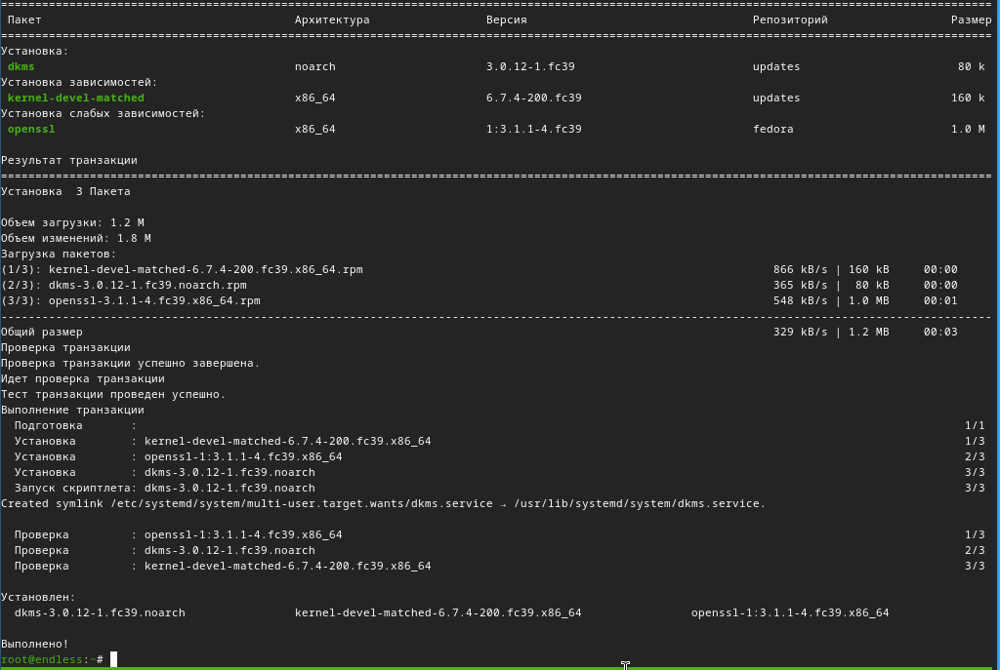 ================================================================================
Пакет Архитектура Версия Репозиторий Размер
================================================================================
Установка:
dkms noarch 3.0.12-1.fc39 updates 80 k
Установка зависимостей:
kernel-devel-matched x86_64 6.7.4-200.fc39 updates 160 k
Установка слабых зависимостей:
openssl x86_64 1:3.1.1-4.fc39 fedora 1.0 M
Результат транзакции
================================================================================
Установка  3 Пакета
Объем загрузки: 1.2 M
Объем изменений: 1.8 M
Загрузка пакетов:
(1/3): kernel-devel-matched-6.7.4-200.fc39.x86_64.rpm 866 kB/s | 160 kB 00:00
(2/3): dkms-3.0.12-1.fc39.noarch.rpm 365 kB/s |  80 kB 00:00
(3/3): openssl-3.1.1-4.fc39.x86_64.rpm 548 kB/s | 1.0 MB 00:01
--------------------------------------------------------------------------------
Общий размер 329 kB/s | 1.2 MB 00:03
Проверка транзакции
Проверка транзакции успешно завершена.
Идет проверка транзакции
Тест транзакции проведен успешно.
Выполнение транзакции
Подготовка : 1/1
Установка : kernel-devel-matched-6.7.4-200.fc39.x86_64 1/3
Установка : openssl-1:3.1.1-4.fc39.x86_64 2/3
Установка : dkms-3.0.12-1.fc39.noarch 3/3
Запуск скриптлета: dkms-3.0.12-1.fc39.noarch 3/3
Created symlink /etc/systemd/system/multi-user.target.wants/dkms.service → /usr/lib/systemd/system/dkms.service.
Проверка : openssl-1:3.1.1-4.fc39.x86_64 1/3
Проверка : dkms-3.0.12-1.fc39.noarch 2/3
Проверка : kernel-devel-matched-6.7.4-200.fc39.x86_64 3/3
Установлен:
dkms-3.0.12-1.fc39.noarch kernel-devel-matched-6.7.4-200.fc39.x86_64 openssl-1:3.1.1-4.fc39.x86_64
Выполнено!
root@endless:~#